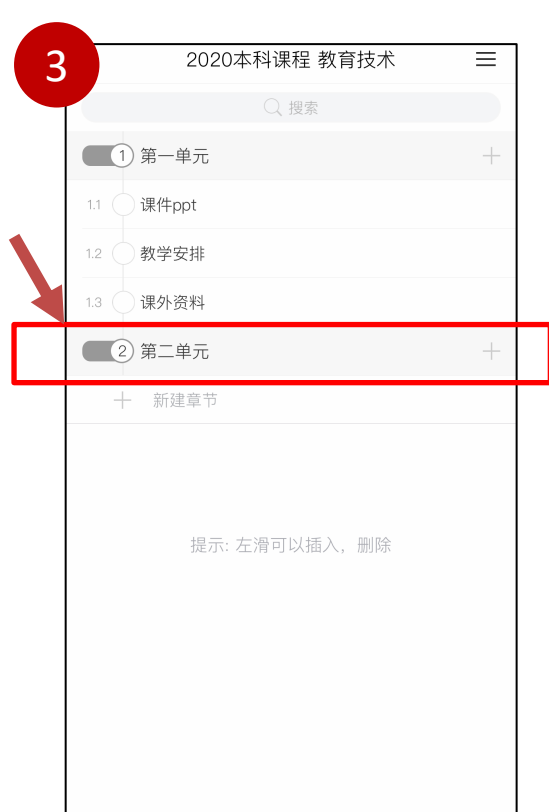 3
2020本科课程 教育技术
搜索
1 第一单元
1.1 课件ppt
1.2 教学安排
1.3 课外资料
2 第二单元
新建章节
提示: 左滑可以插入，删除